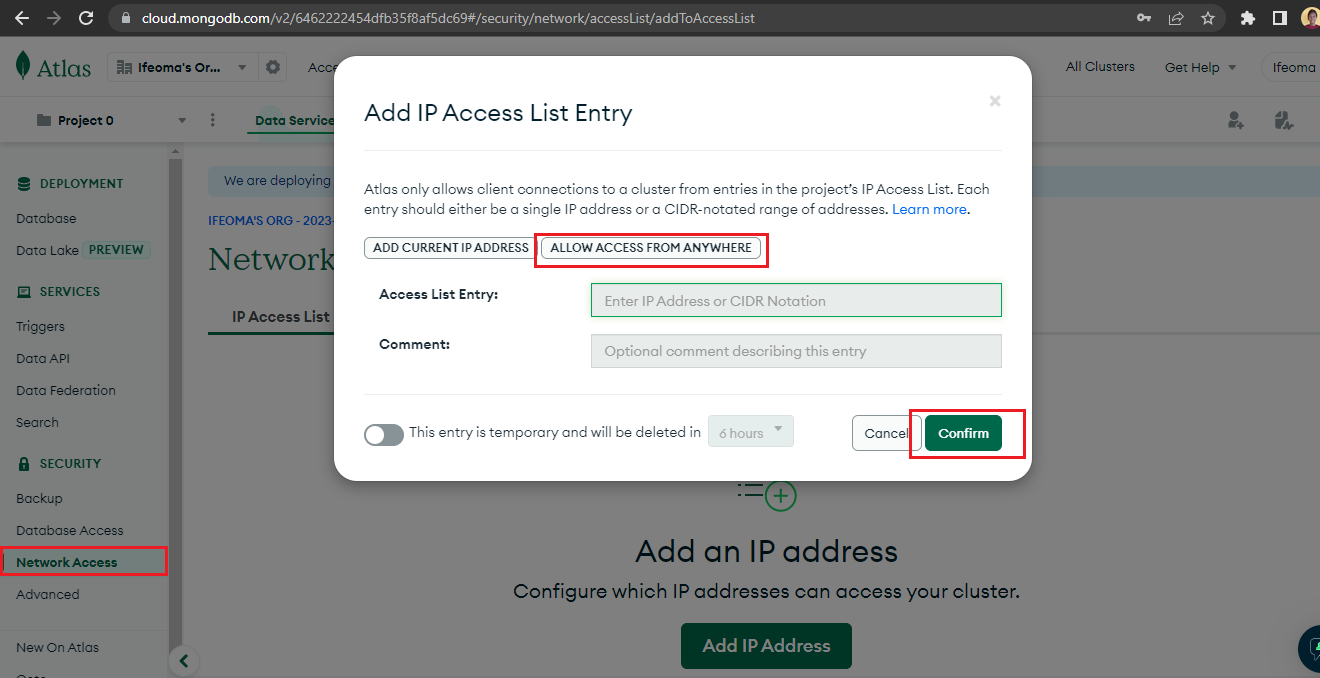 cloud.mongodb.com/v2/6462222454dfb35f8af5dc69#/security/network/accessList/addToAccessList
Atlas
Ifeoma's Or...
Acce
All Clusters
Get Help
Ifeoma
Project 0
Data Service
DEPLOYMENT
Database
Data Lake PREVIEW
SERVICES
Triggers
Data API
Data Federation
Search
SECURITY
Backup
Database Access
Network Access
Advanced
New On Atlas
We are deploying
IFEOMA'S ORG - 2023-
Network
IP Access List
Add IP Access List Entry
Atlas only allows client connections to a cluster from entries in the project's IP Access List. Each
entry should either be a single IP address or a CIDR-notated range of addresses. Learn more.
ADD CURRENT IP ADDRESS
ALLOW ACCESS FROM ANYWHERE
Access List Entry:
Enter IP Address or CIDR Notation
Comment:
Optional comment describing this entry
This entry is temporary and will be deleted in
6 hours
Cancel
Confirm
Add an IP address
Configure which IP addresses can access your cluster.
Add IP Address